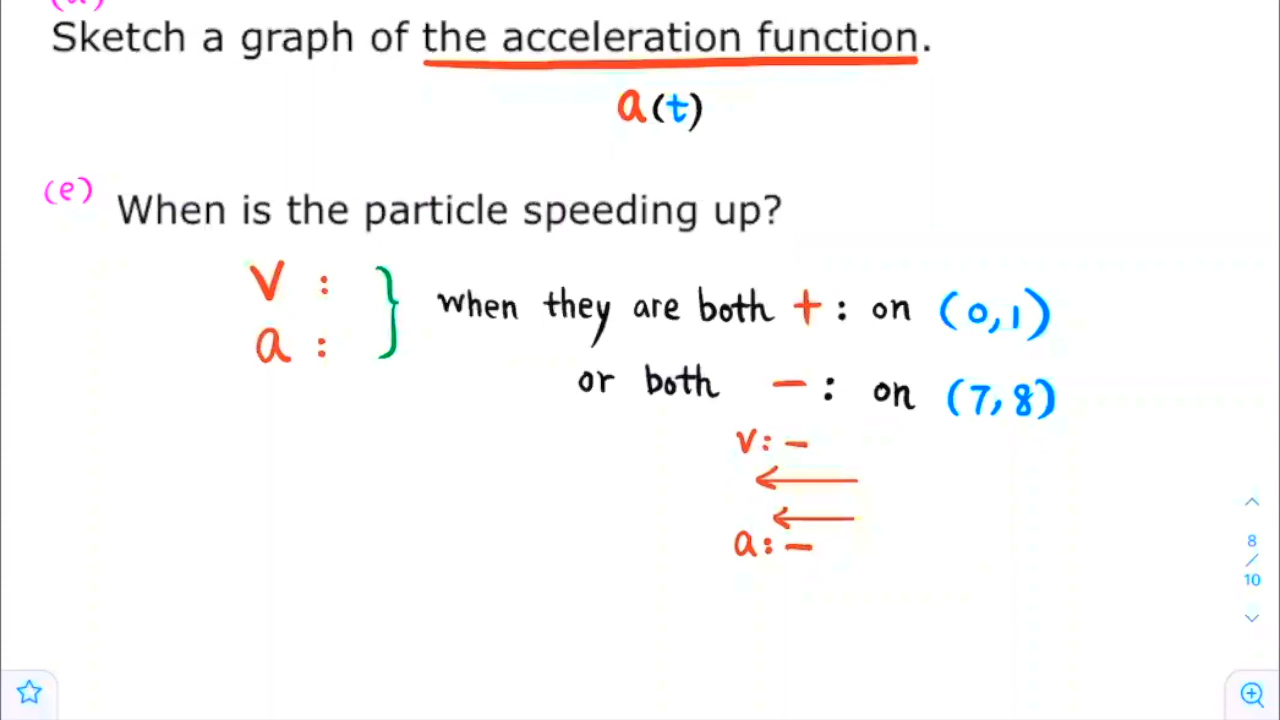 Sketch a graph of the acceleration function.
a(t)
(e) When is the particle speeding up?
v :
a :
when they are both + : on (0,1)
or both − : on (7,8)
v: −
a: −
8
/
10